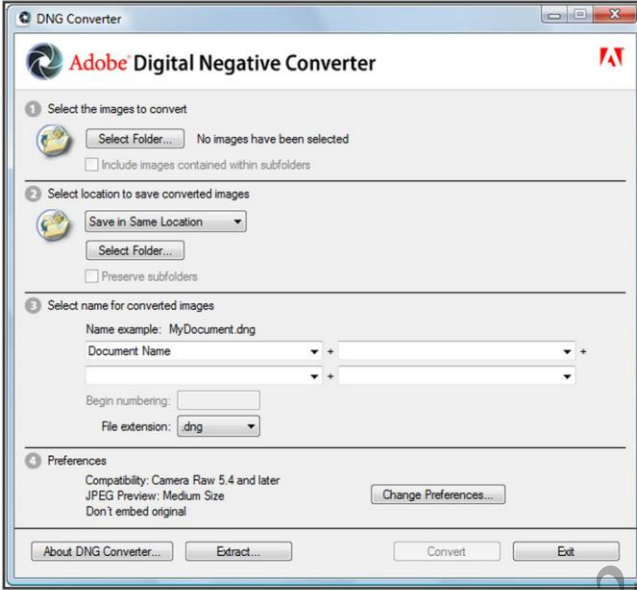 DNG Converter
Adobe® Digital Negative Converter
1 Select the images to convert
Select Folder... No images have been selected
Include images contained within subfolders
2 Select location to save converted images
Save in Same Location
Select Folder...
Preserve subfolders
3 Select name for converted images
Name example: MyDocument.dng
Document Name + +
+
Begin numbering:
File extension: .dng
4 Preferences
Compatibility: Camera Raw 5.4 and later
JPEG Preview: Medium Size
Change Preferences...
Don't embed original
About DNG Converter... Extract... Convert Exit